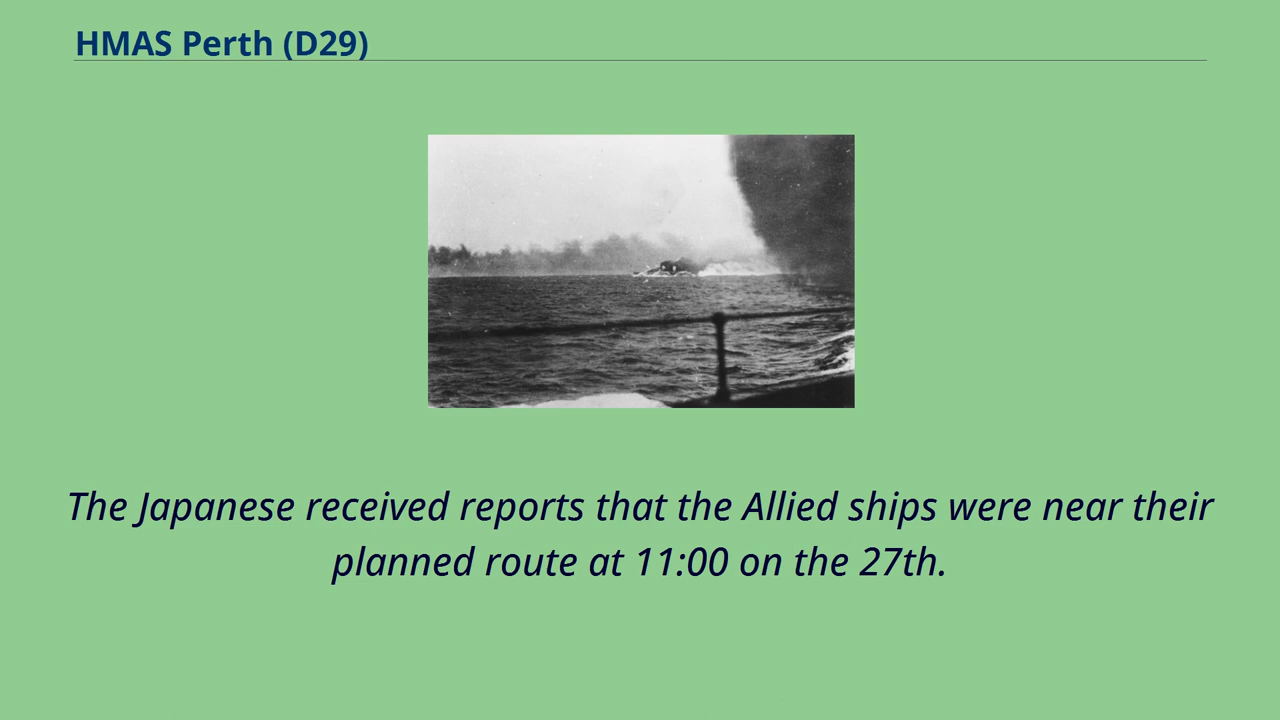 HMAS Perth (D29)
The Japanese received reports that the Allied ships were near their
planned route at 11:00 on the 27th.